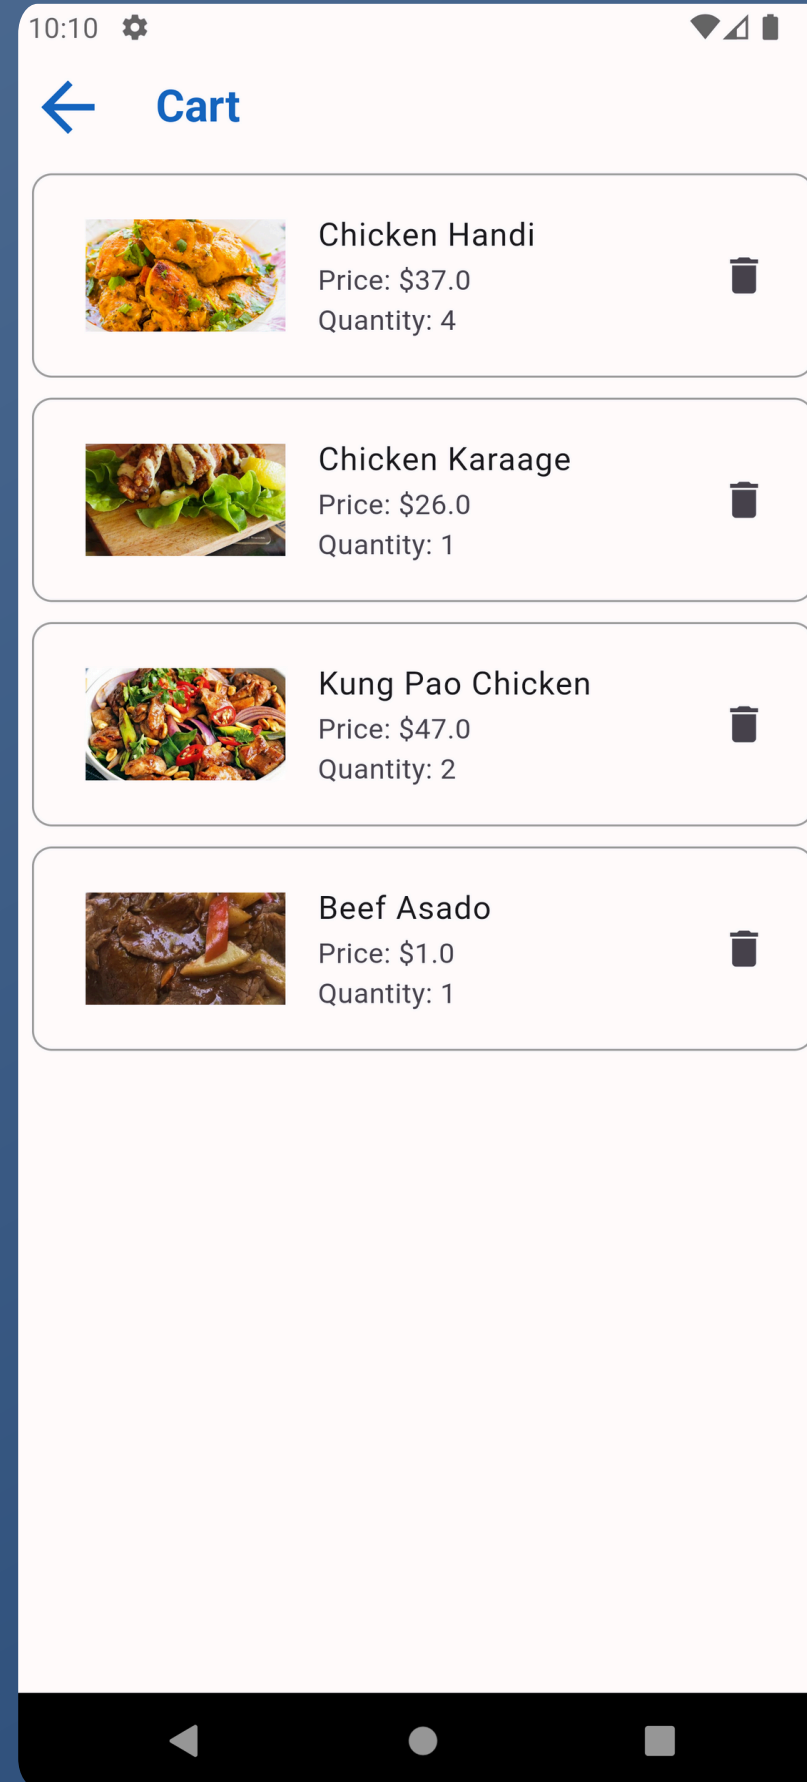 10:10
Cart
Chicken Handi
Price: $37.0
Quantity: 4
Chicken Karaage
Price: $26.0
Quantity: 1
Kung Pao Chicken
Price: $47.0
Quantity: 2
Beef Asado
Price: $1.0
Quantity: 1